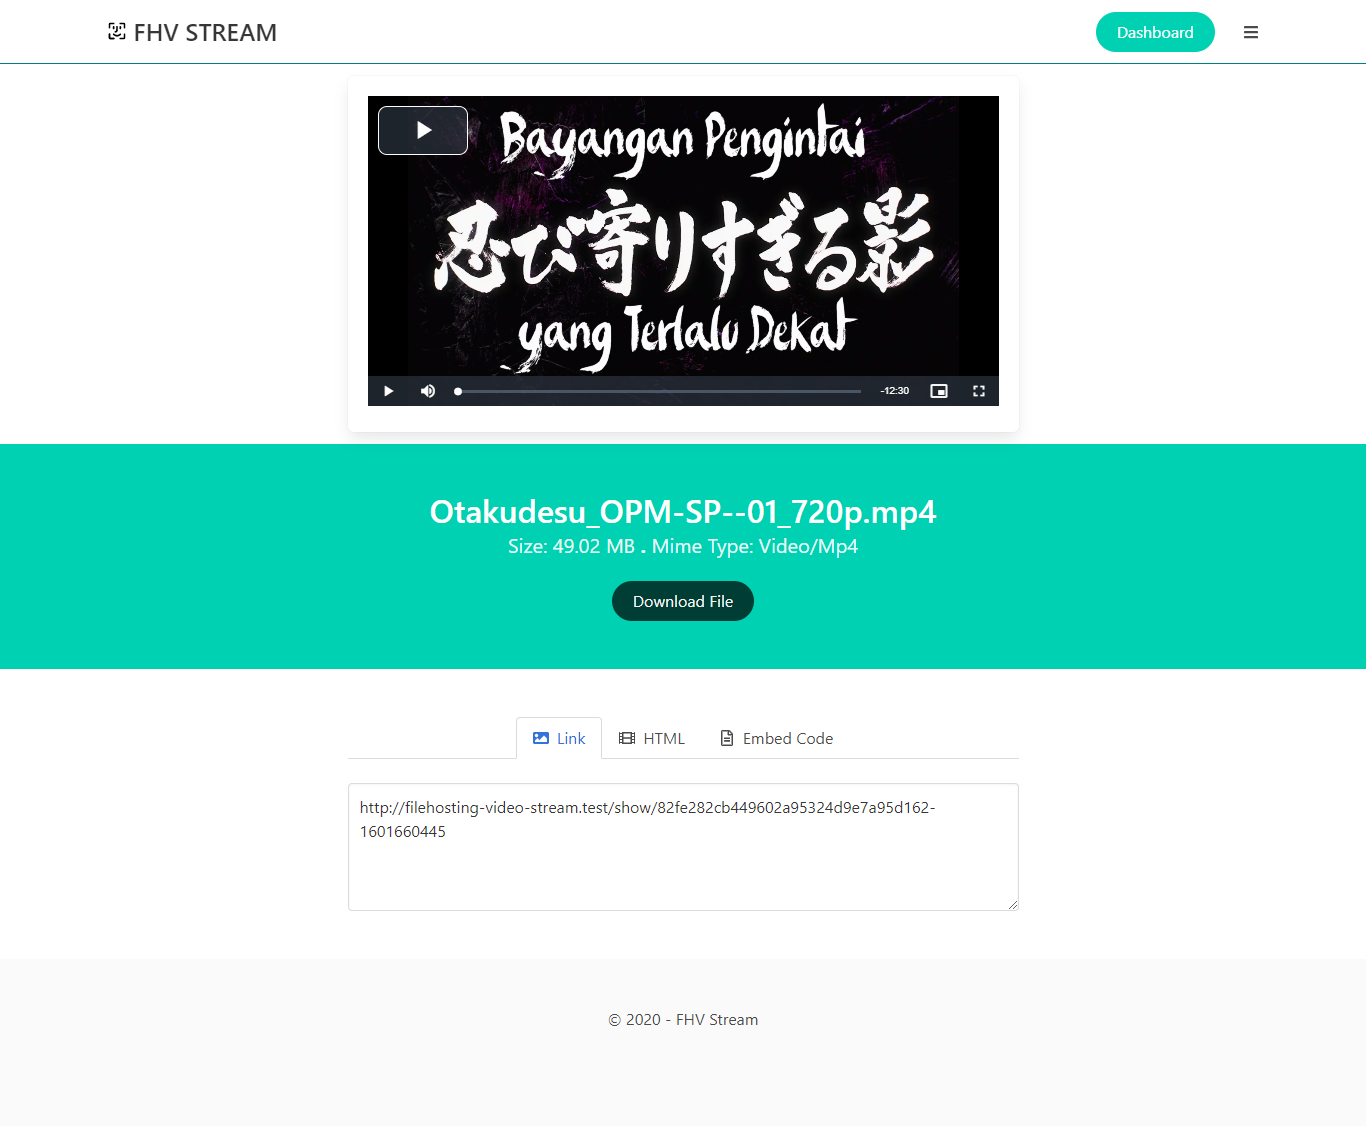 FHV STREAM
Dashboard
Bayangan Pengintai
忍び寄りすぎる影
yang Terlalu Dekat
-12:30
Otakudesu_OPM-SP--01_720p.mp4
Size: 49.02 MB . Mime Type: Video/Mp4
Download File
Link
HTML
Embed Code
http://filehosting-video-stream.test/show/82fe282cb449602a95324d9e7a95d162-
1601660445
© 2020 - FHV Stream